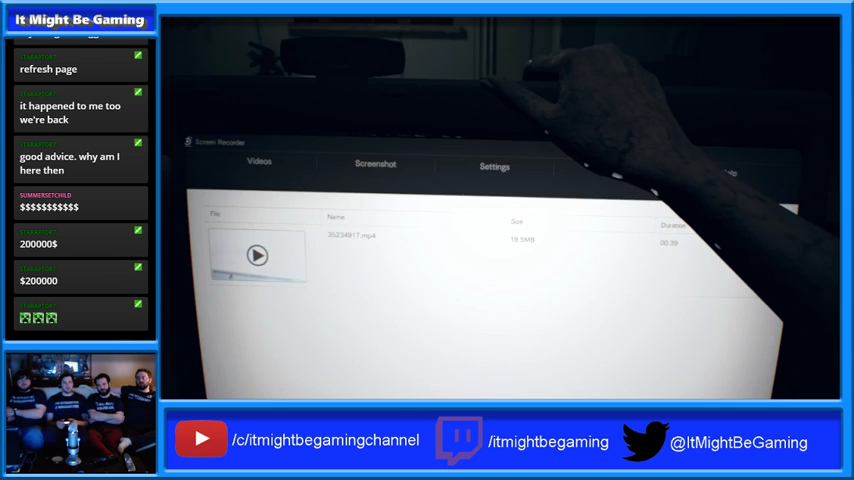 It Might Be Gaming
refresh page
it happened to me too
we're back
good advice. why am I
here then
SUMMERSETCHILD
$$$$$$$$$$$
200000$
$200000
Screen Recorder
Videos
Screenshot
Settings
File
Name
Size
Duration
35234917.mp4
18.5MB
00:39
/c/itmightbegamingchannel
/itmightbegaming
@ItMightBeGaming